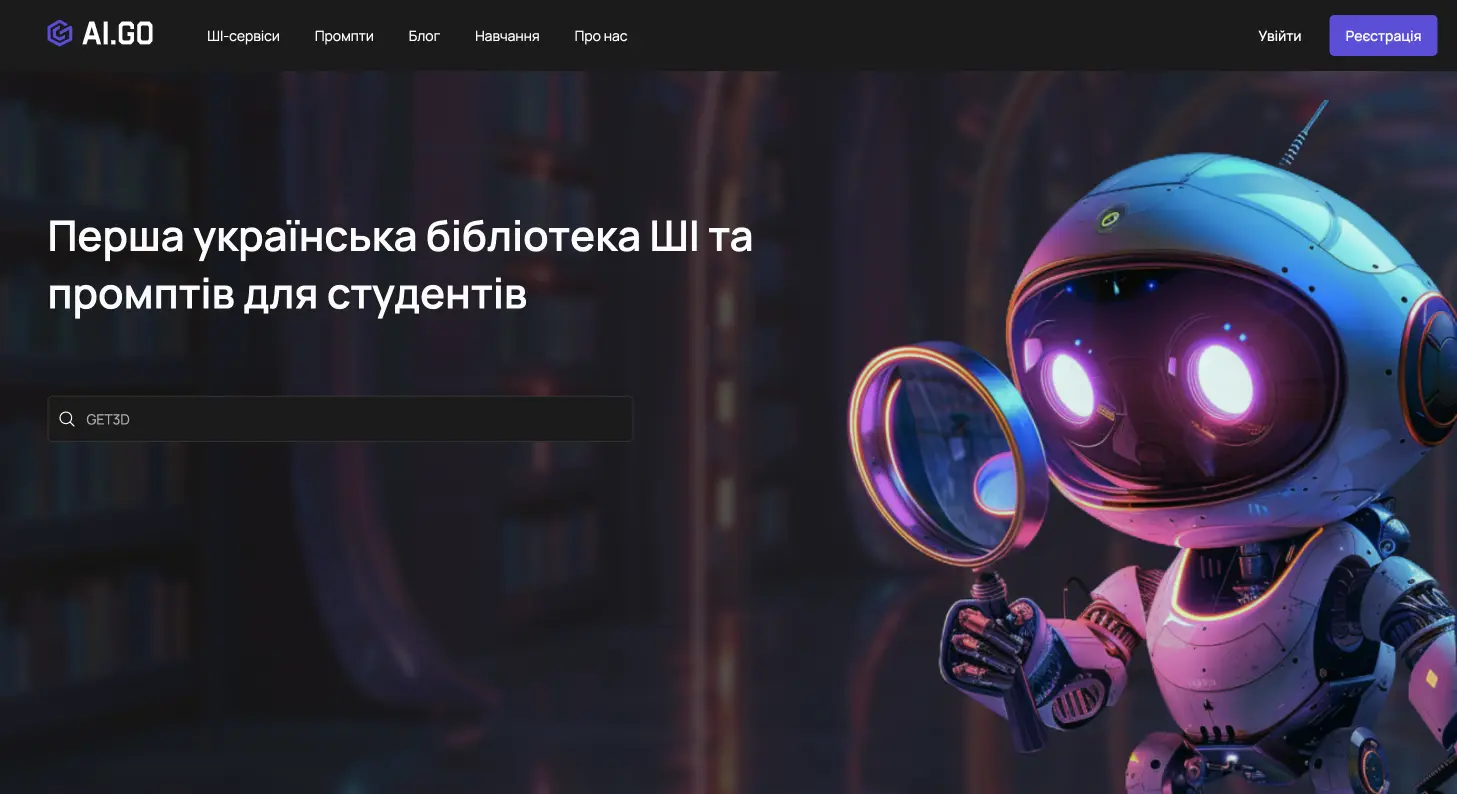 AI.GO
ШІ-сервіси
Промпти
Блог
Навчання
Про нас
Увійти
Реєстрація
Перша українська бібліотека ШІ та
промптів для студентів
GET3D